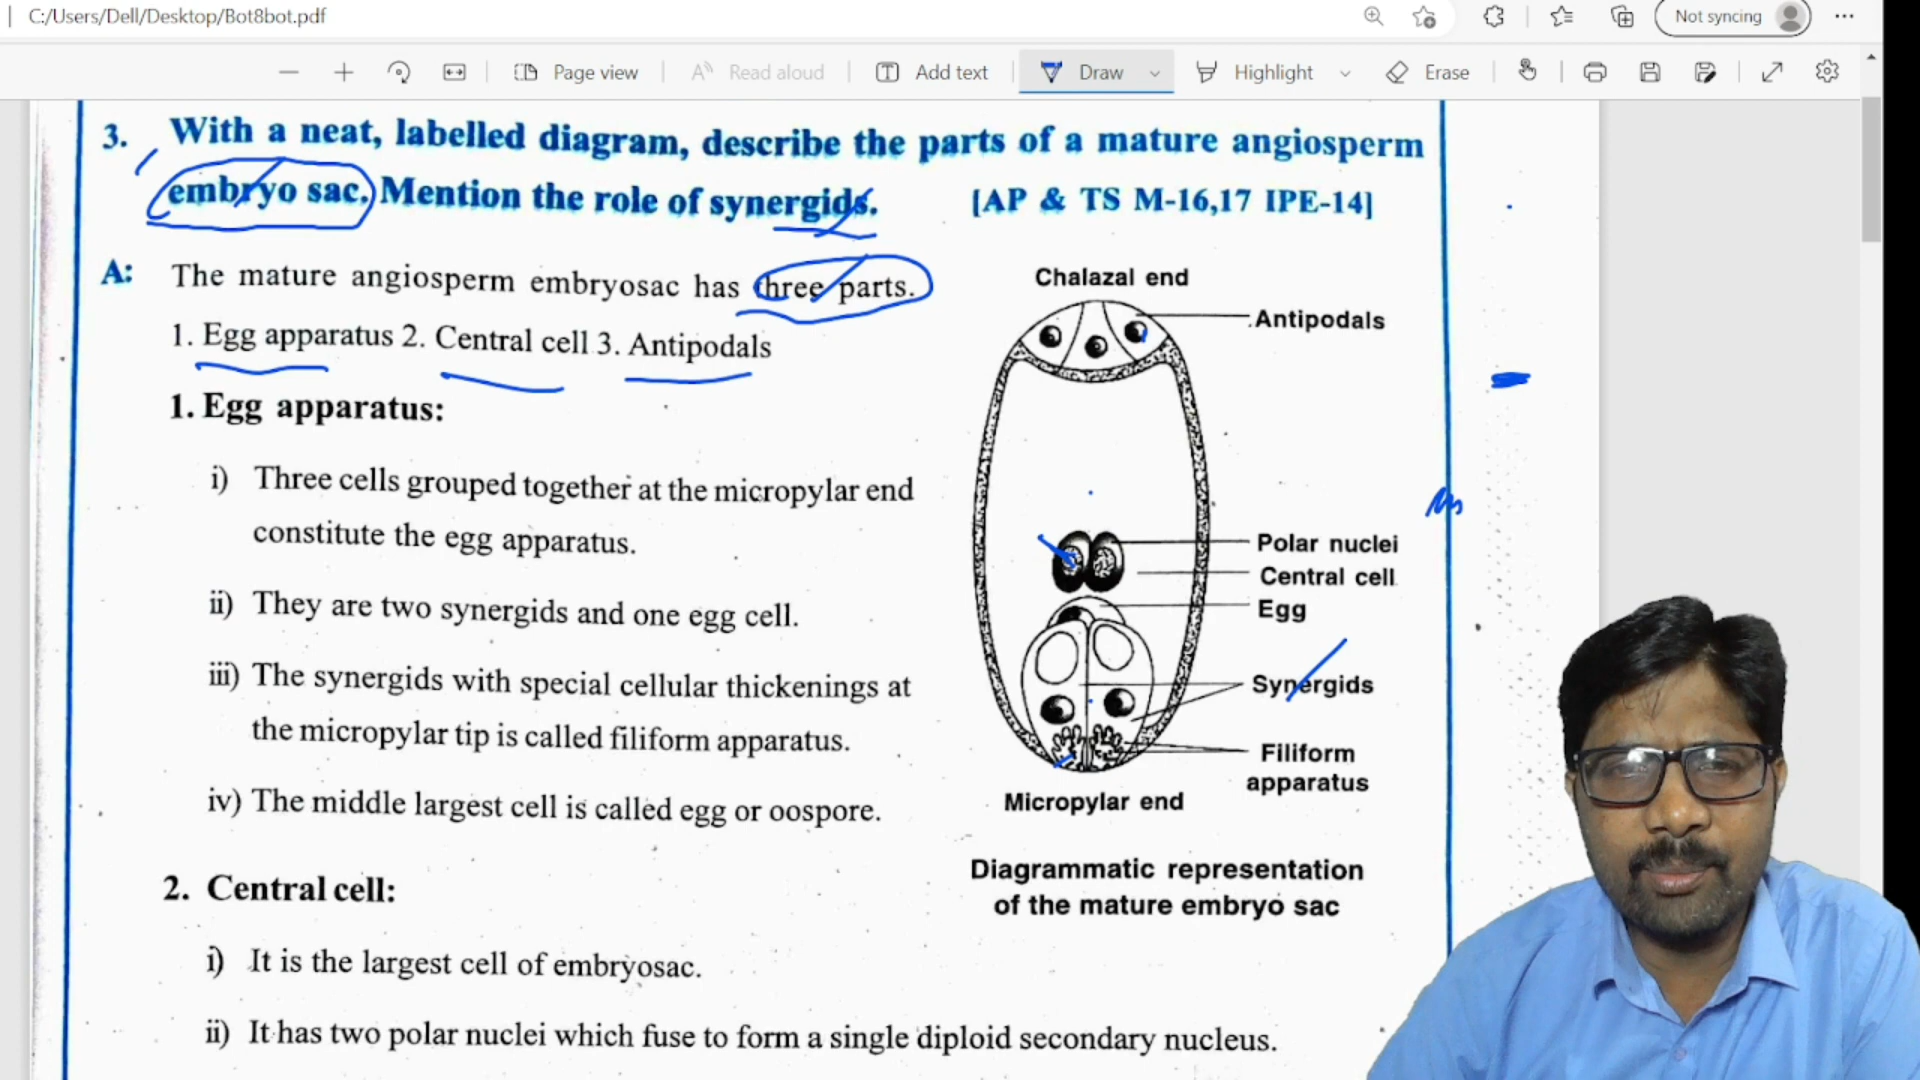 C:/Users/Dell/Desktop/Bot8bot.pdf
Not syncing
Page view
Read aloud
Add text
Draw
Highlight
Erase
3. With a neat, labelled diagram, describe the parts of a mature angiosperm
embryo sac. Mention the role of synergids. [AP & TS M-16,17 IPE-14]
A: The mature angiosperm embryosac has three parts.
1. Egg apparatus 2. Central cell 3. Antipodals
1. Egg apparatus:
i) Three cells grouped together at the micropylar end
constitute the egg apparatus.
ii) They are two synergids and one egg cell.
iii) The synergids with special cellular thickenings at
the micropylar tip is called filiform apparatus.
iv) The middle largest cell is called egg or oospore.
2. Central cell:
i) It is the largest cell of embryosac.
ii) It has two polar nuclei which fuse to form a single diploid secondary nucleus.
Chalazal end
Antipodals
Polar nuclei
Central cell
Egg
Synergids
Filiform
apparatus
Micropylar end
Diagrammatic representation
of the mature embryo sac